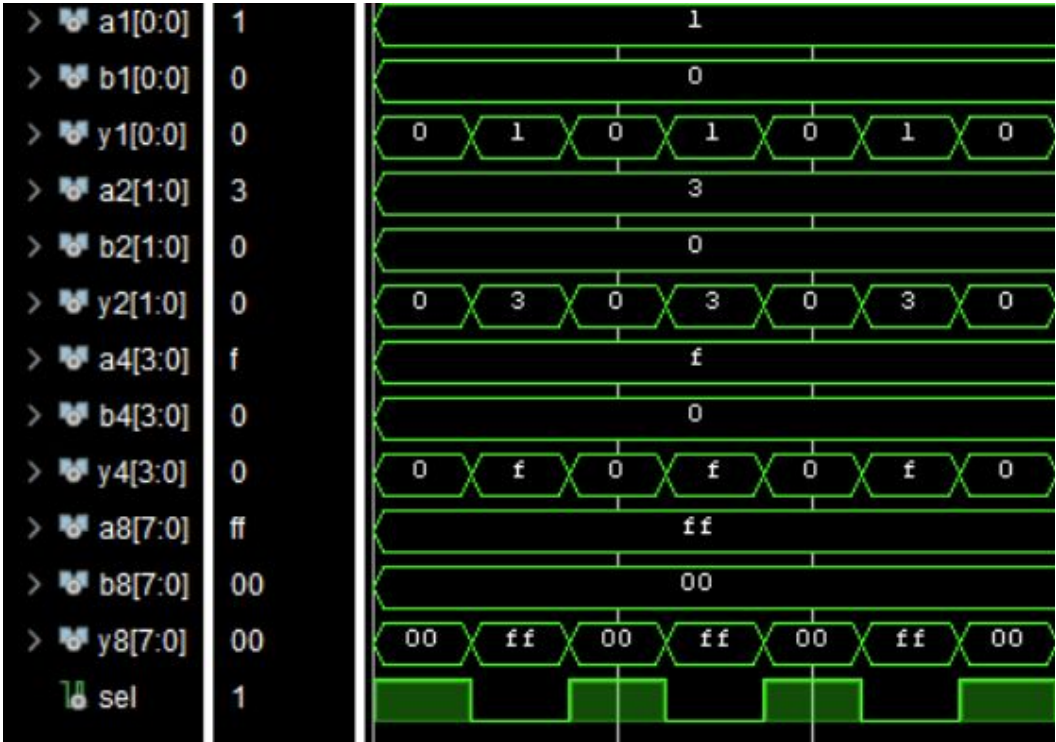 a1[0:0] 1 1
b1[0:0] 0 0
y1[0:0] 0 0 1 0 1 0 1 0
a2[1:0] 3 3
b2[1:0] 0 0
y2[1:0] 0 0 3 0 3 0 3 0
a4[3:0] f f
b4[3:0] 0 0
y4[3:0] 0 0 f 0 f 0 f 0
a8[7:0] ff ff
b8[7:0] 00 00
y8[7:0] 00 00 ff 00 ff 00 ff 00
sel 1